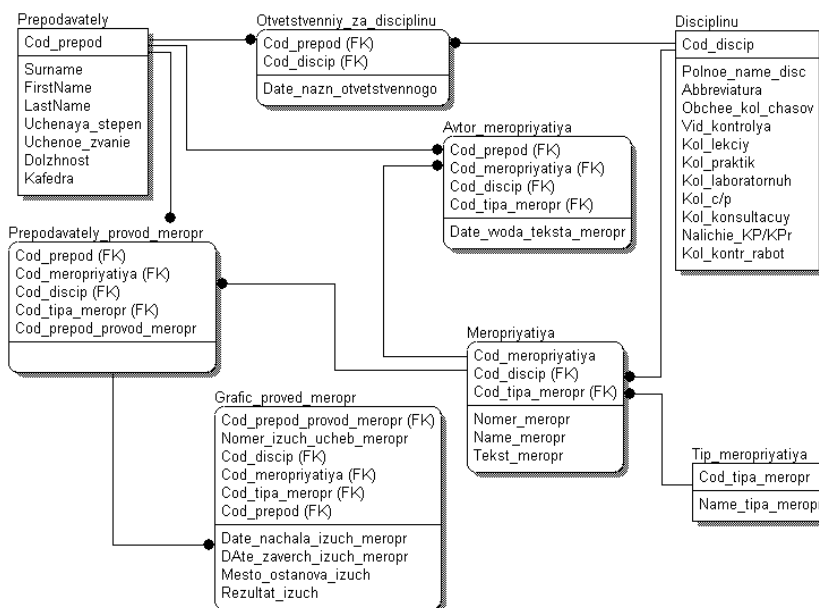 Prepodavately
Cod_prepod
Surname
FirstName
LastName
Uchenaya_stepen
Uchenoe_zvanie
Dolzhnost
Kafedra
Otvetstvenniy_za_disciplinu
Cod_prepod (FK)
Cod_discip (FK)
Date_nazn_otvetstvennogo
Disciplinu
Cod_discip
Polnoe_name_disc
Abbreviatura
Obchee_kol_chasov
Vid_kontrolya
Kol_lekciy
Kol_praktik
Kol_laboratornuh
Kol_c/p
Kol_konsultacuy
Nalichie_KP/KPr
Kol_kontr_rabot
Avtor_meropriyatiya
Cod_prepod (FK)
Cod_meropriyatiya (FK)
Cod_discip (FK)
Cod_tipa_meropr (FK)
Date_woda_teksta_meropr
Prepodavately_provod_meropr
Cod_prepod (FK)
Cod_meropriyatiya (FK)
Cod_discip (FK)
Cod_tipa_meropr (FK)
Cod_prepod_provod_meropr
Meropriyatiya
Cod_meropriyatiya
Cod_discip (FK)
Cod_tipa_meropr (FK)
Nomer_meropr
Name_meropr
Tekst_meropr
Grafic_proved_meropr
Cod_prepod_provod_meropr (FK)
Nomer_izuch_ucheb_meropr
Cod_discip (FK)
Cod_meropriyatiya (FK)
Cod_tipa_meropr (FK)
Cod_prepod (FK)
Date_nachala_izuch_meropr
DAte_zaverch_izuch_meropr
Mesto_ostanova_izuch
Rezultat_izuch
Tip_meropriyatiya
Cod_tipa_meropr
Name_tipa_meropr